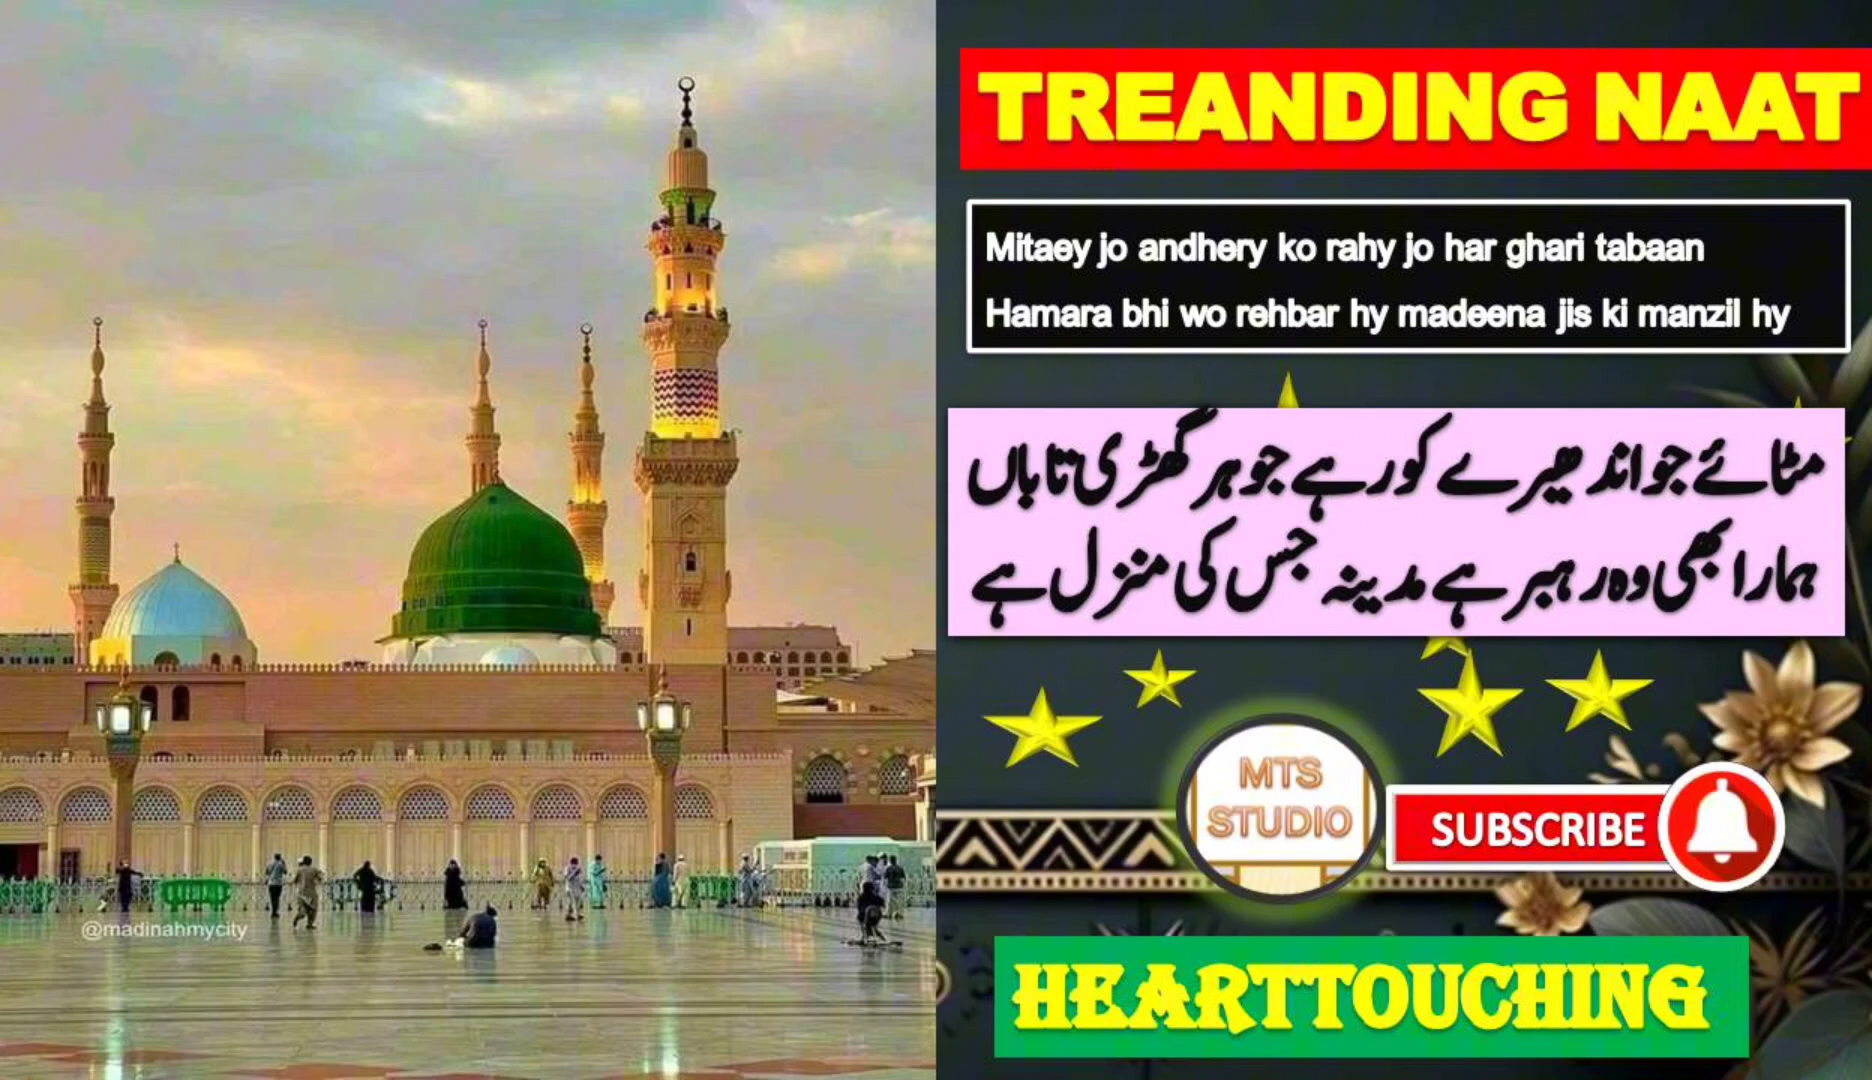 TREANDING NAAT
Mitaey jo andhery ko rahy jo har ghari tabaan
Hamara bhi wo rehbar hy madeena jis ki manzil hy
مٹائے جو اندھیرے کو رہے جو ہر گھڑی تاباں
ہمارا بھی وہ رہبر ہے مدینہ جس کی منزل ہے
MTS
STUDIO
SUBSCRIBE
@madinahmycity
HEARTTOUCHING